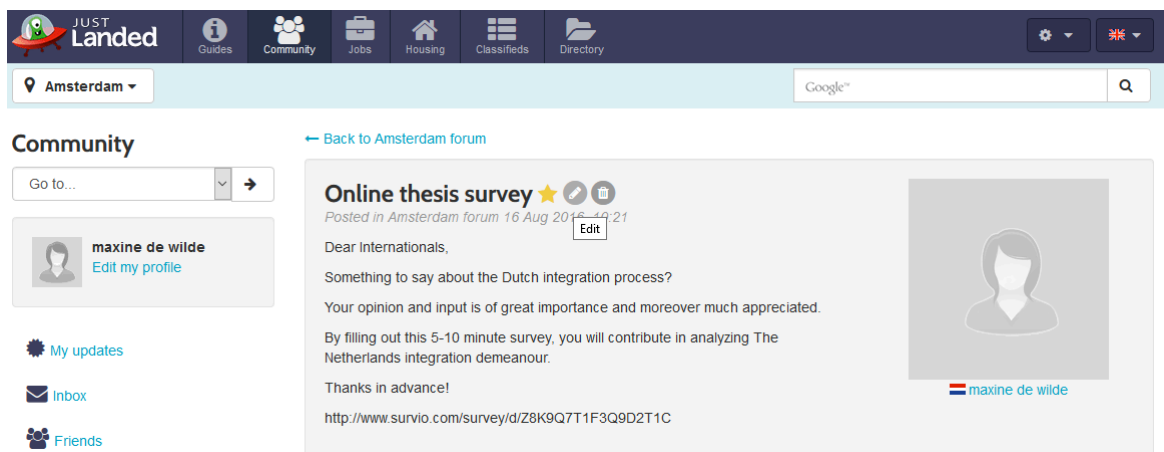 JUST
Landed
Guides
Community
Jobs
Housing
Classifieds
Directory
Amsterdam
Google™
Community
Go to...
maxine de wilde
Edit my profile
My updates
Inbox
Friends
← Back to Amsterdam forum
Online thesis survey
Posted in Amsterdam forum 16 Aug 2016, 10:21
Edit
Dear Internationals,
Something to say about the Dutch integration process?
Your opinion and input is of great importance and moreover much appreciated.
By filling out this 5-10 minute survey, you will contribute in analyzing The
Netherlands integration demeanour.
Thanks in advance!
http://www.survio.com/survey/d/Z8K9Q7T1F3Q9D2T1C
maxine de wilde